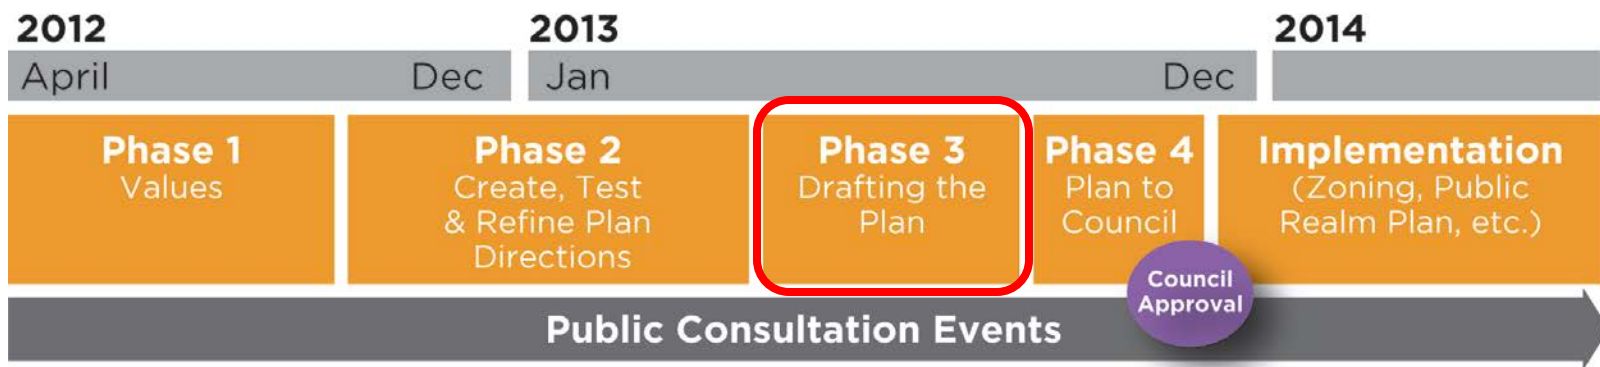 2012
2013
2014
April
Dec
Jan
Dec
Phase 1
Values
Phase 2
Create, Test
& Refine Plan
Directions
Phase 3
Drafting the
Plan
Phase 4
Plan to
Council
Implementation
(Zoning, Public
Realm Plan, etc.)
Council
Approval
Public Consultation Events